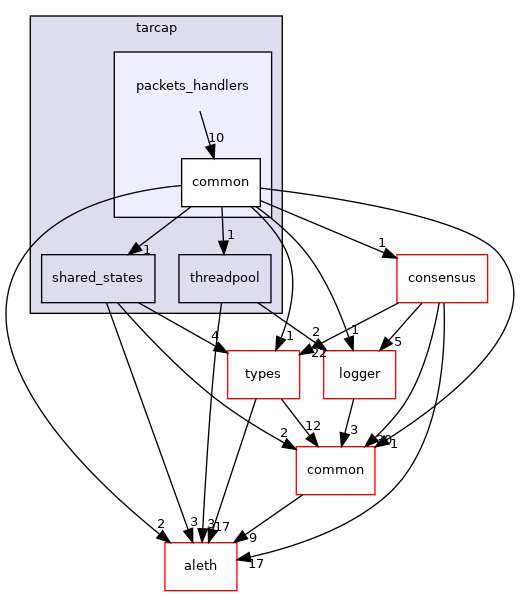 tarcap
packets_handlers
10
common
1
1
1
shared_states
threadpool
consensus
4
1
2
1
5
22
types
logger
2
12
3
1
common
2
3
3
17
9
17
aleth